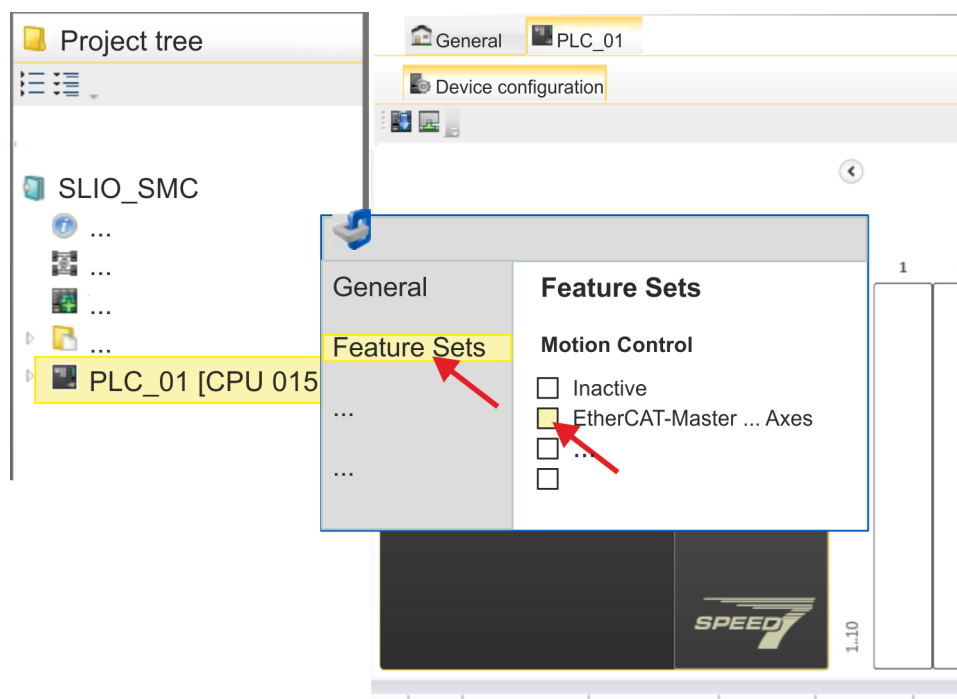 Project tree
SLIO_SMC
...
...
...
...
PLC_01 [CPU 015
General
PLC_01
Device configuration
General
Feature Sets
...
...
Feature Sets
Motion Control
Inactive
EtherCAT-Master ... Axes
...
1
SPEED7
1..10